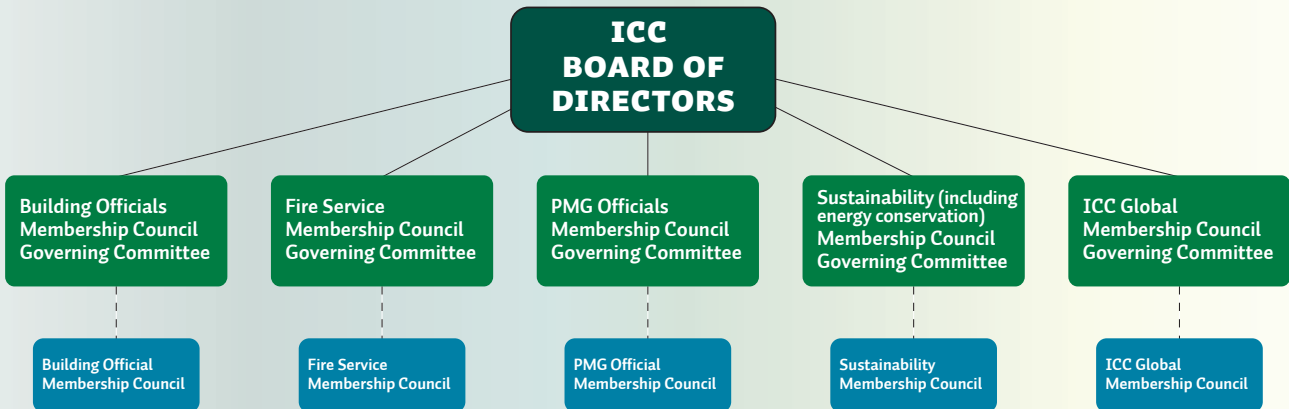 ICC
BOARD OF
DIRECTORS
Building Officials
Membership Council
Governing Committee
Fire Service
Membership Council
Governing Committee
PMG Officials
Membership Council
Governing Committee
Sustainability (including
energy conservation)
Membership Council
Governing Committee
ICC Global
Membership Council
Governing Committee
Building Official
Membership Council
Fire Service
Membership Council
PMG Official
Membership Council
Sustainability
Membership Council
ICC Global
Membership Council